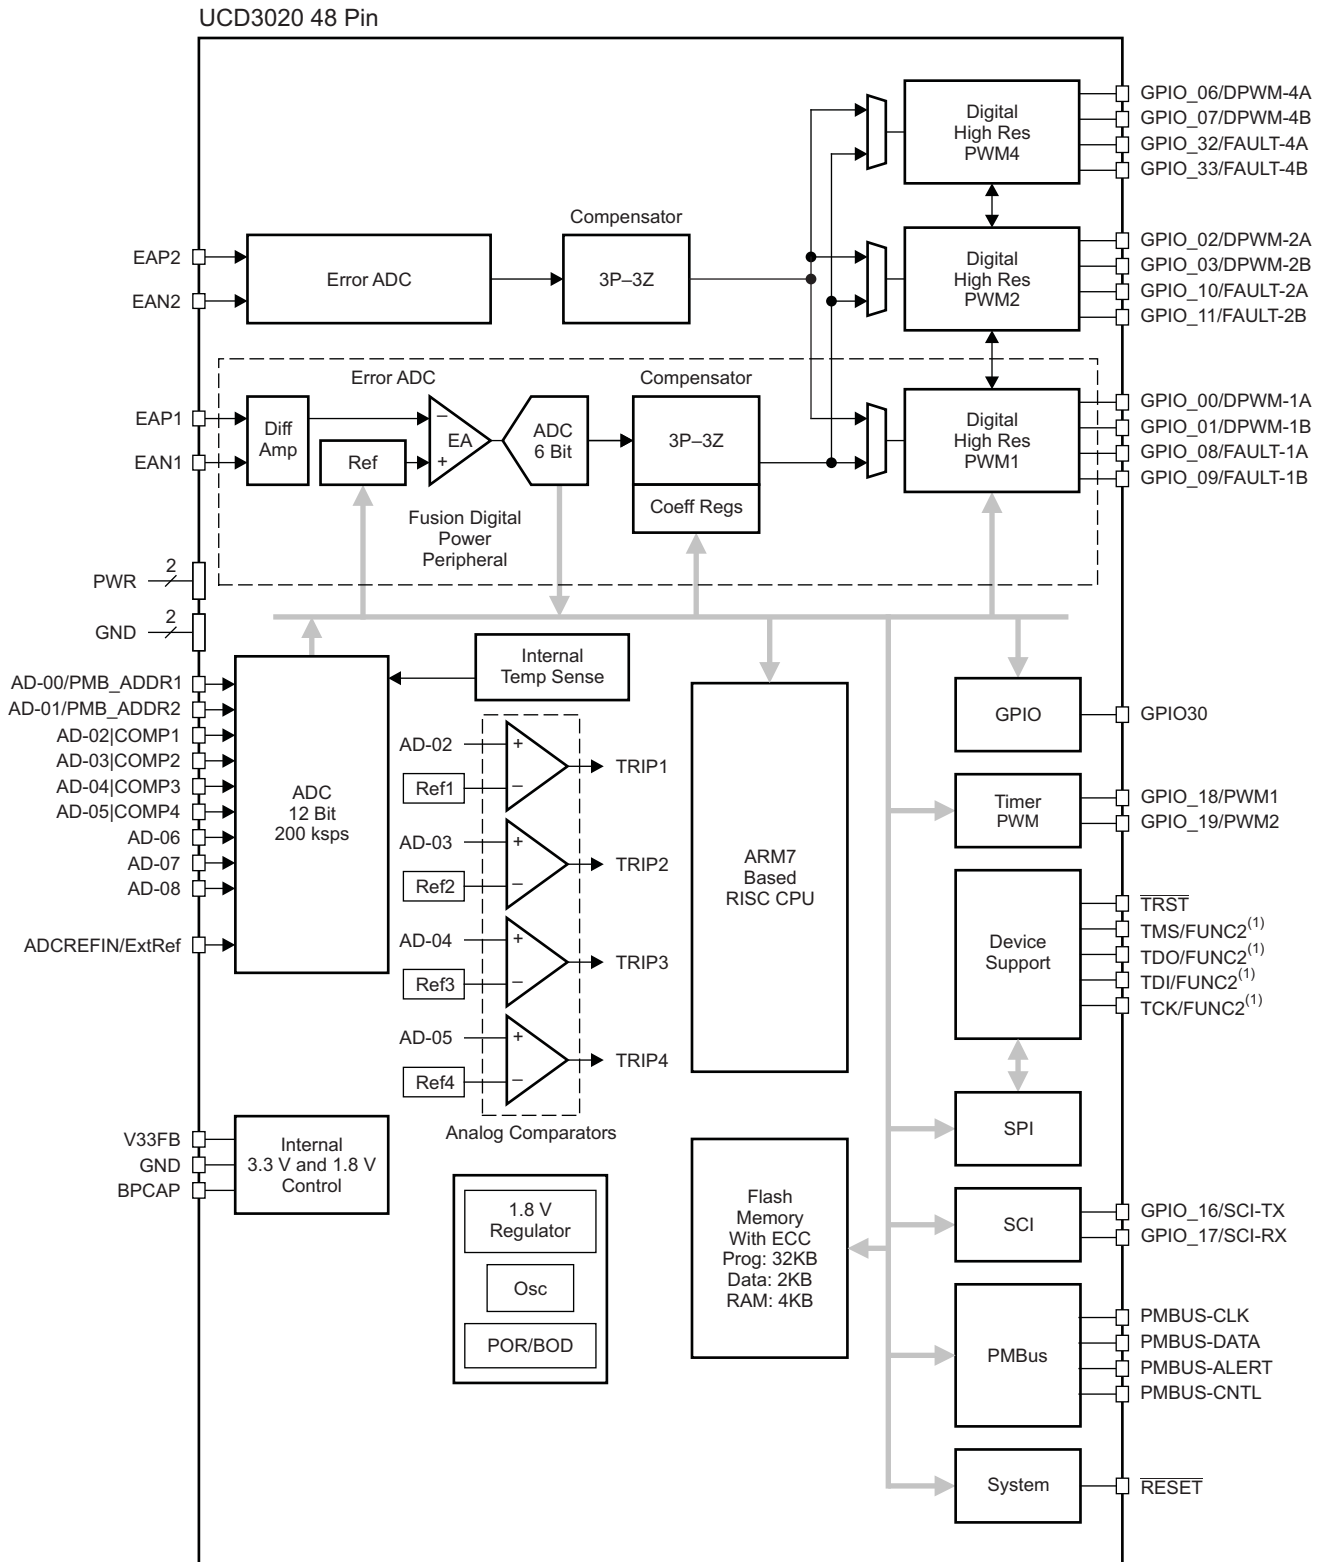 UCD3020 48 Pin
GPIO_06/DPWM-4A
GPIO_07/DPWM-4B
GPIO_32/FAULT-4A
GPIO_33/FAULT-4B
Digital
High Res
PWM4
Compensator
EAP2
EAN2
Error ADC
3P–3Z
Digital
High Res
PWM2
GPIO_02/DPWM-2A
GPIO_03/DPWM-2B
GPIO_10/FAULT-2A
GPIO_11/FAULT-2B
Error ADC
Compensator
EAP1
EAN1
Diff
Amp
Ref
–
EA
+
ADC
6 Bit
3P–3Z
Coeff Regs
Digital
High Res
PWM1
GPIO_00/DPWM-1A
GPIO_01/DPWM-1B
GPIO_08/FAULT-1A
GPIO_09/FAULT-1B
Fusion Digital
Power
Peripheral
PWR
2
GND
2
AD-00/PMB_ADDR1
AD-01/PMB_ADDR2
AD-02|COMP1
AD-03|COMP2
AD-04|COMP3
AD-05|COMP4
AD-06
AD-07
AD-08
ADCREFIN/ExtRef
ADC
12 Bit
200 ksps
Internal
Temp Sense
AD-02
+
Ref1
–
TRIP1
AD-03
+
Ref2
–
TRIP2
AD-04
+
Ref3
–
TRIP3
AD-05
+
Ref4
–
TRIP4
Analog Comparators
ARM7
Based
RISC CPU
GPIO
GPIO30
Timer
PWM
GPIO_18/PWM1
GPIO_19/PWM2
Device
Support
TRST
TMS/FUNC2(1)
TDO/FUNC2(1)
TDI/FUNC2(1)
TCK/FUNC2(1)
SPI
V33FB
GND
BPCAP
Internal
3.3 V and 1.8 V
Control
1.8 V
Regulator
Osc
POR/BOD
Flash
Memory
With ECC
Prog: 32KB
Data: 2KB
RAM: 4KB
SCI
GPIO_16/SCI-TX
GPIO_17/SCI-RX
PMBus
PMBUS-CLK
PMBUS-DATA
PMBUS-ALERT
PMBUS-CNTL
System
RESET